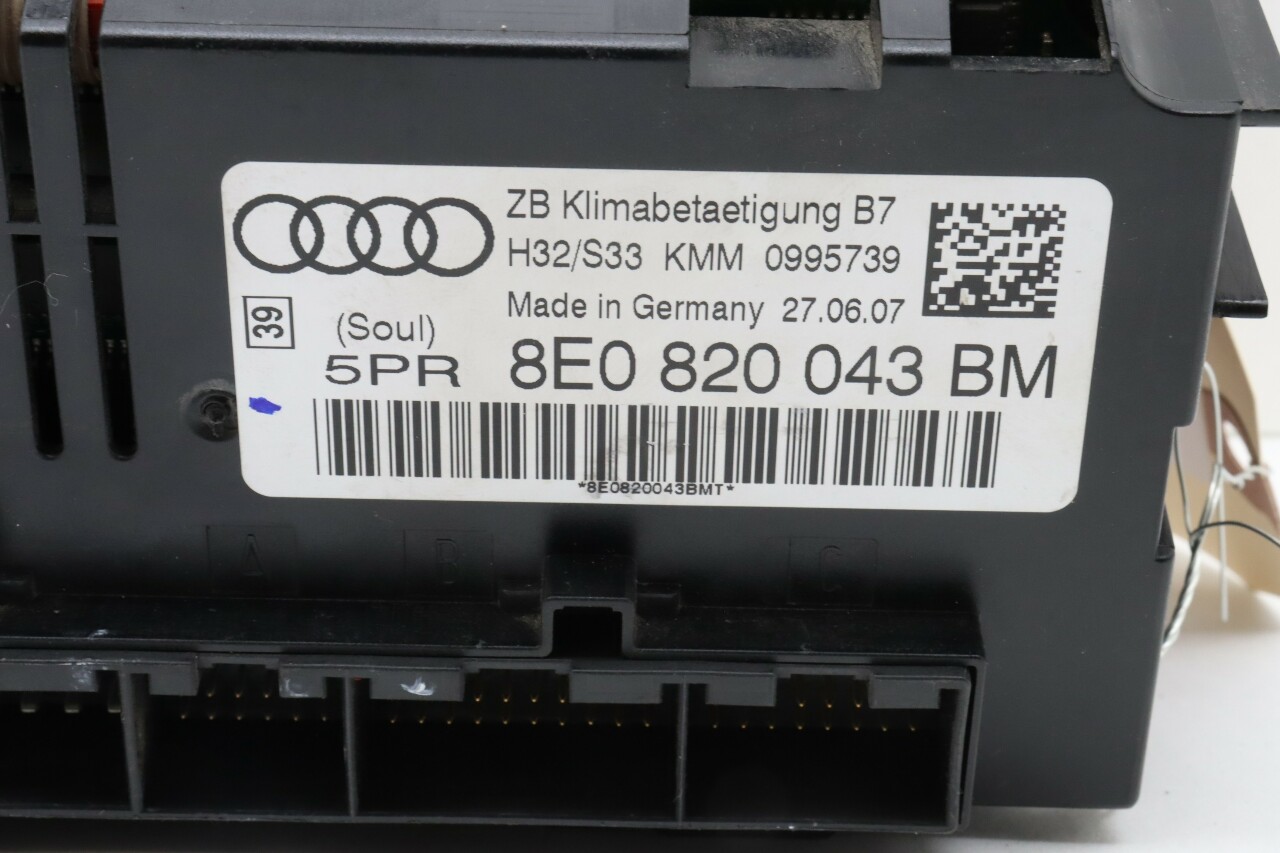 ZB Klimabetaetigung B7
H32/S33 KMM 0995739
Made in Germany 27.06.07
39
(Soul)
5PR 8E0 820 043 BM
*8E0820043BMT*
A B C